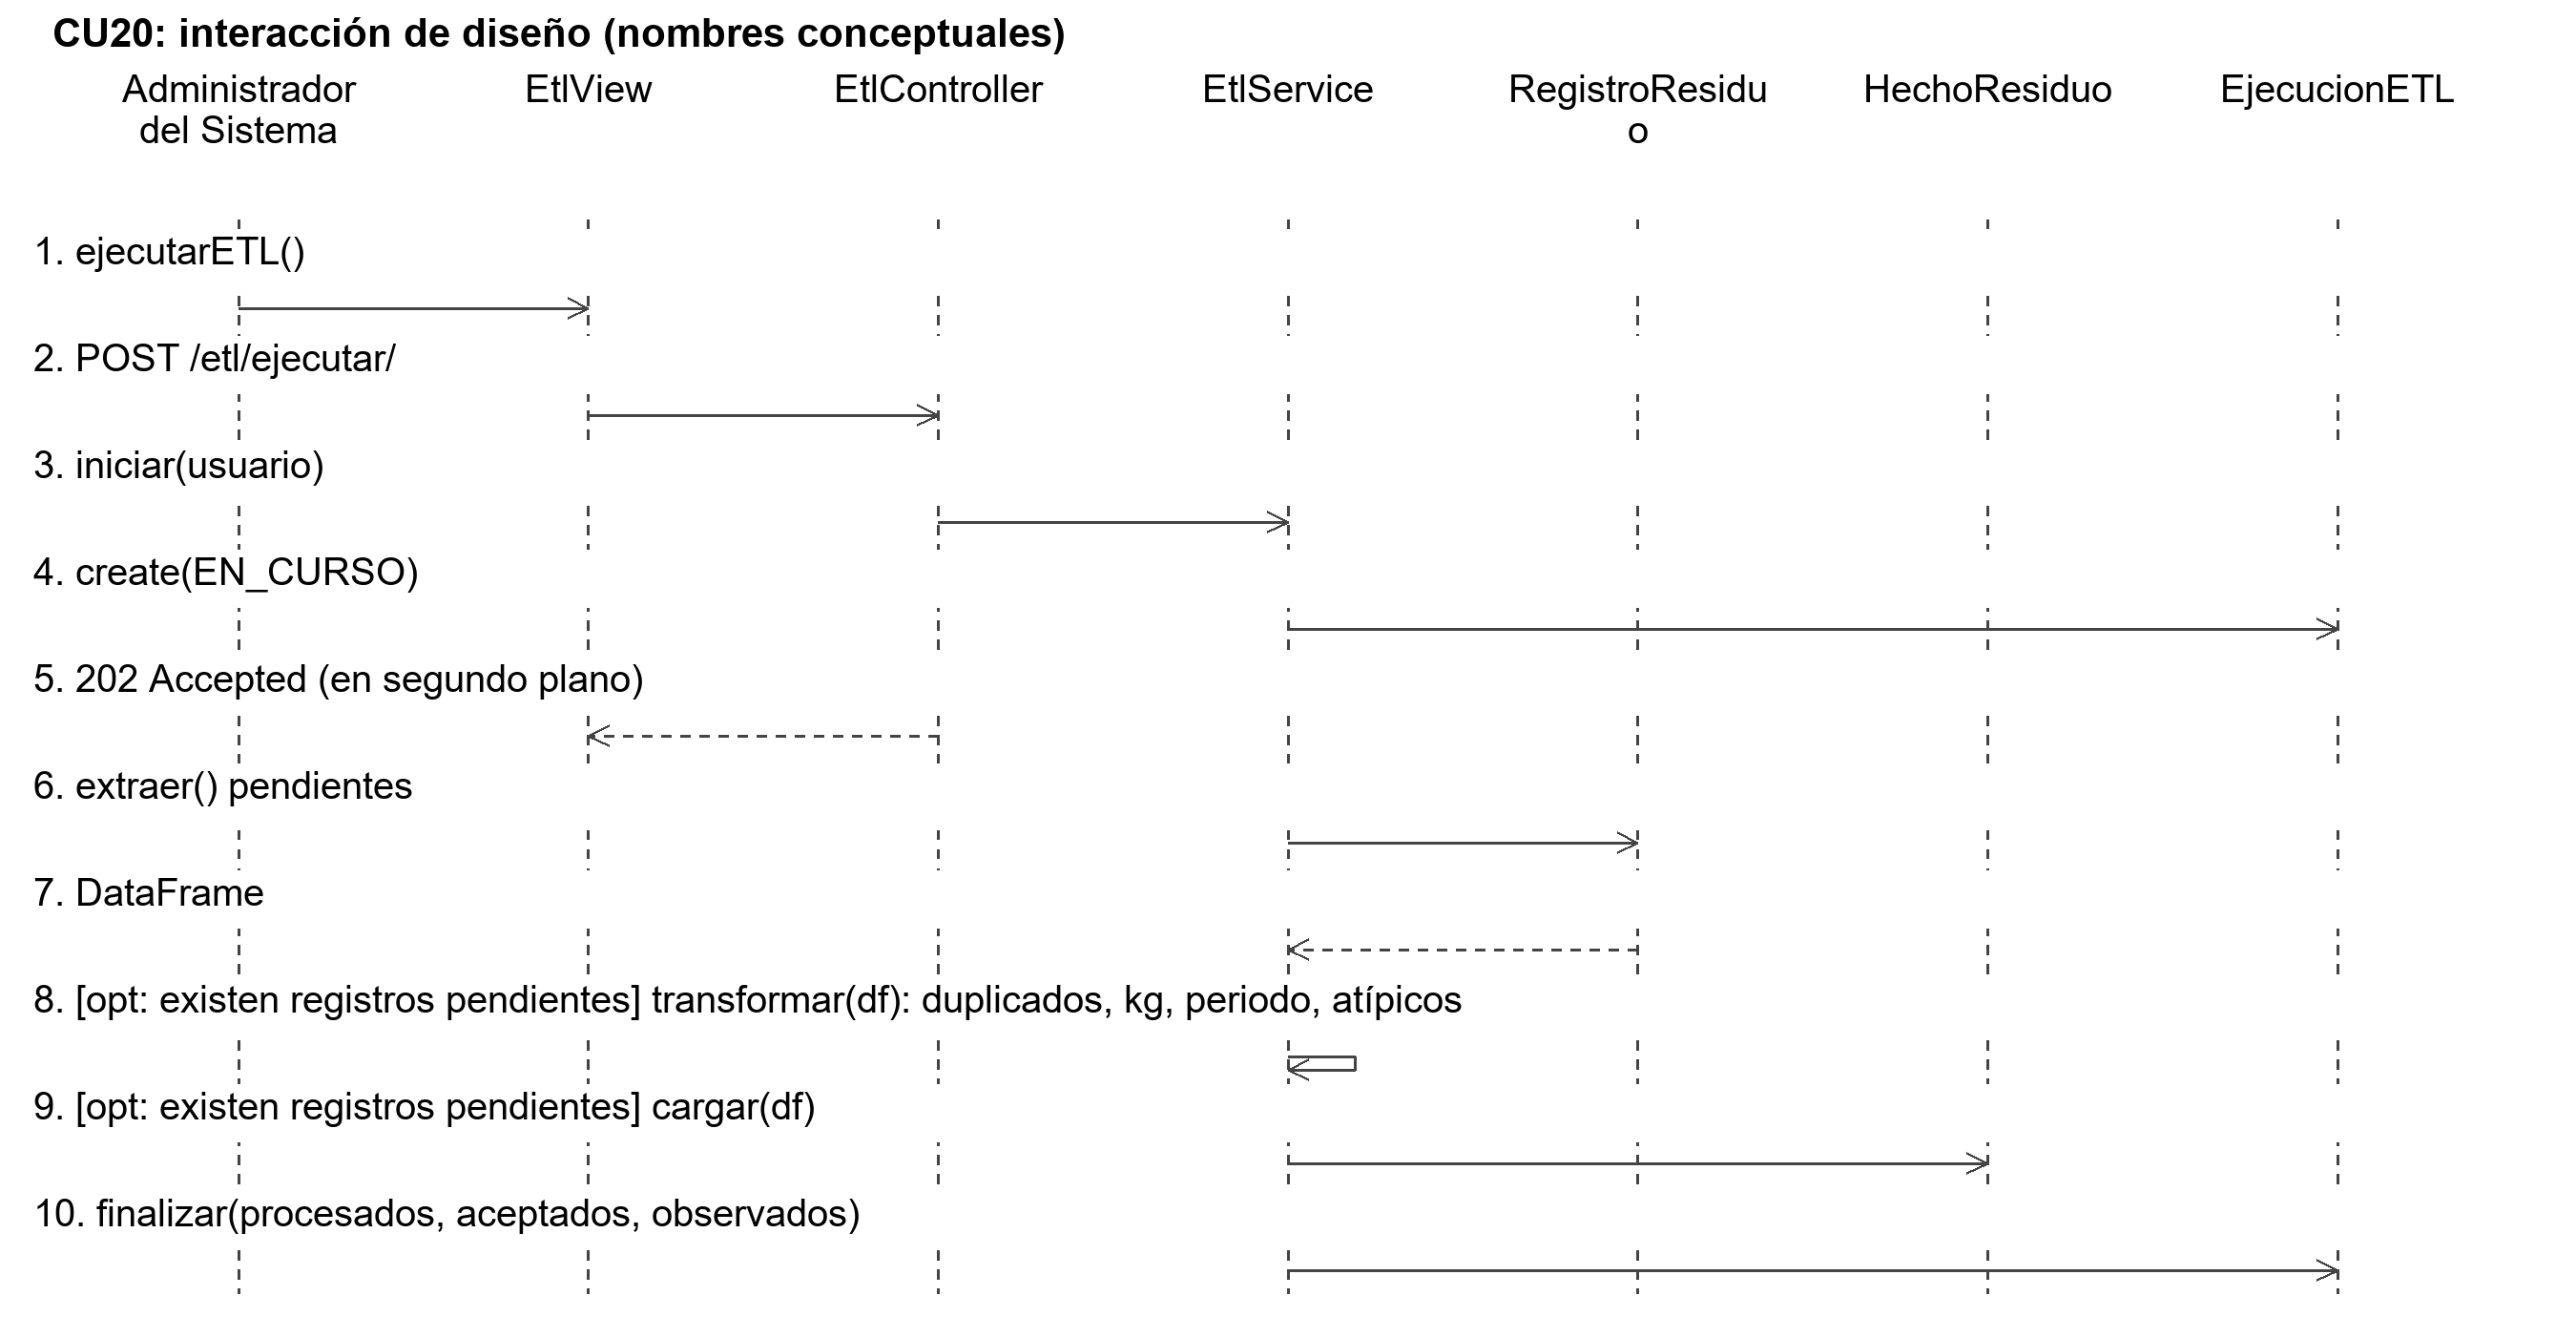 CU20: interacción de diseño (nombres conceptuales)
Administrador
del Sistema
EtlView
EtlController
EtlService
RegistroResidu
o
HechoResiduo
EjecucionETL
1. ejecutarETL()
2. POST /etl/ejecutar/
3. iniciar(usuario)
4. create(EN_CURSO)
5. 202 Accepted (en segundo plano)
6. extraer() pendientes
7. DataFrame
8. [opt: existen registros pendientes] transformar(df): duplicados, kg, periodo, atípicos
9. [opt: existen registros pendientes] cargar(df)
10. finalizar(procesados, aceptados, observados)